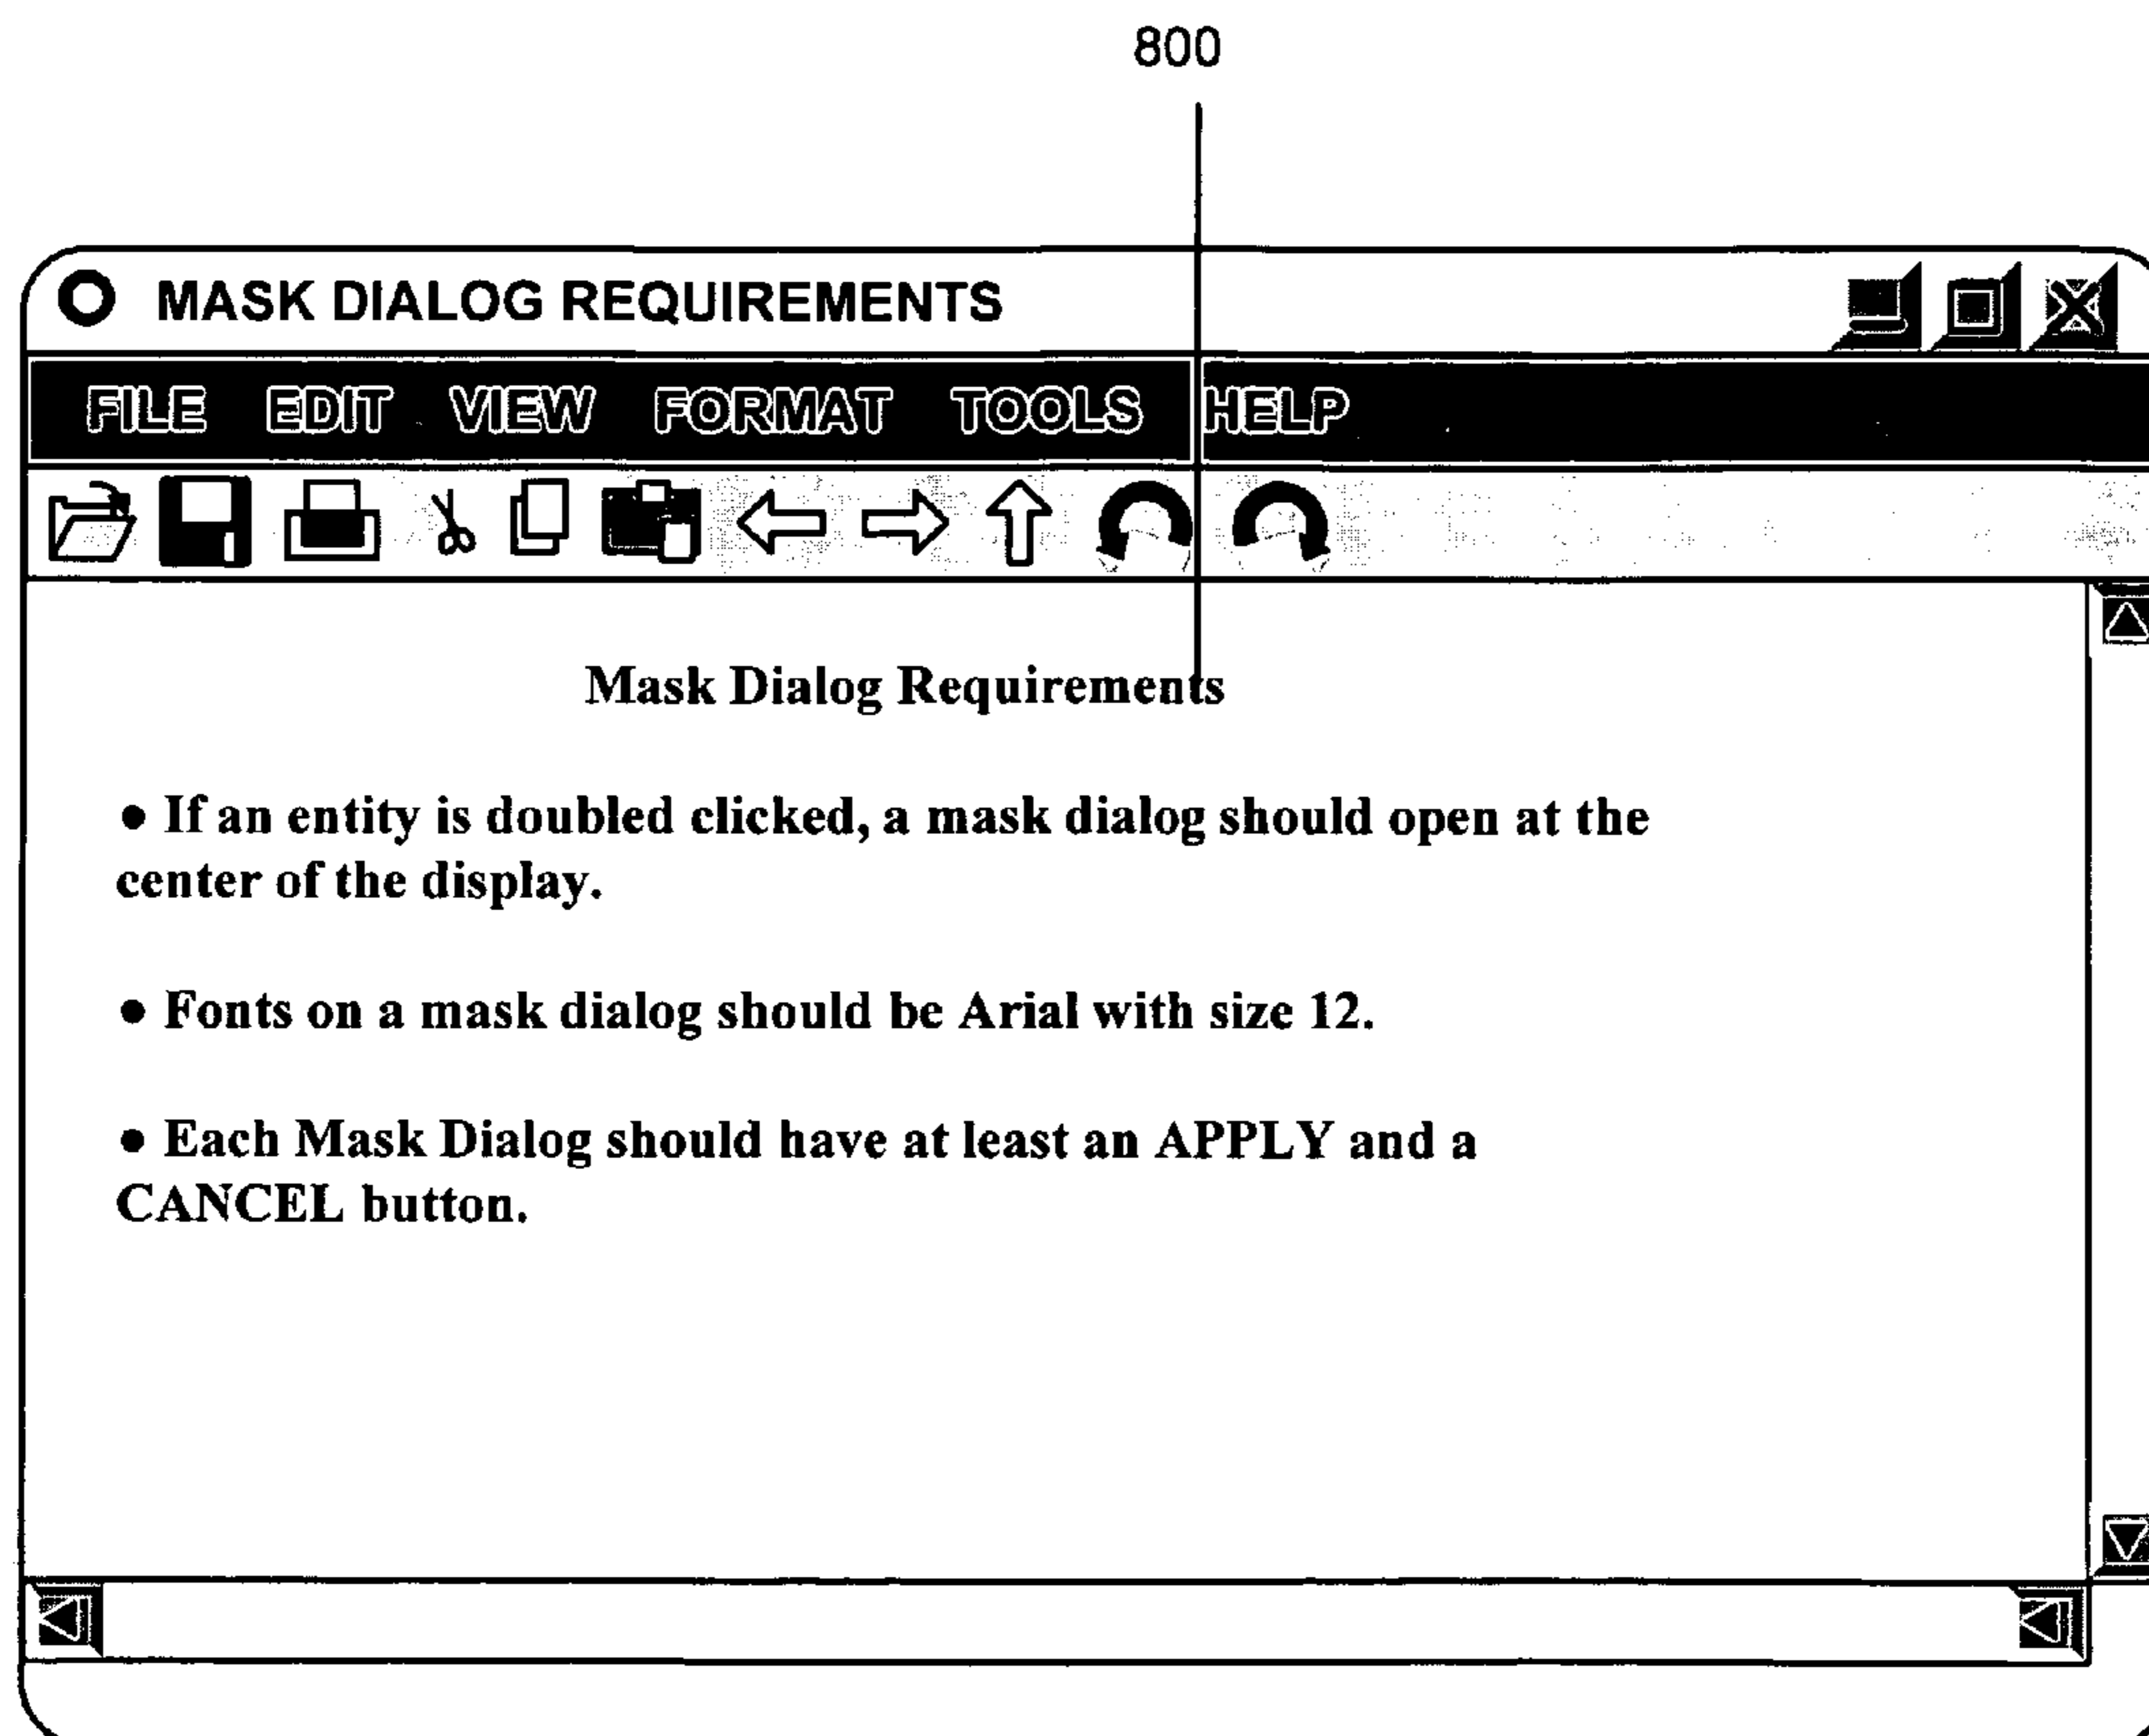 800
MASK DIALOG REQUIREMENTS
FILE EDIT VIEW FORMAT TOOLS HELP
Mask Dialog Requirements
• If an entity is doubled clicked, a mask dialog should open at the
center of the display.
• Fonts on a mask dialog should be Arial with size 12.
• Each Mask Dialog should have at least an APPLY and a
CANCEL button.